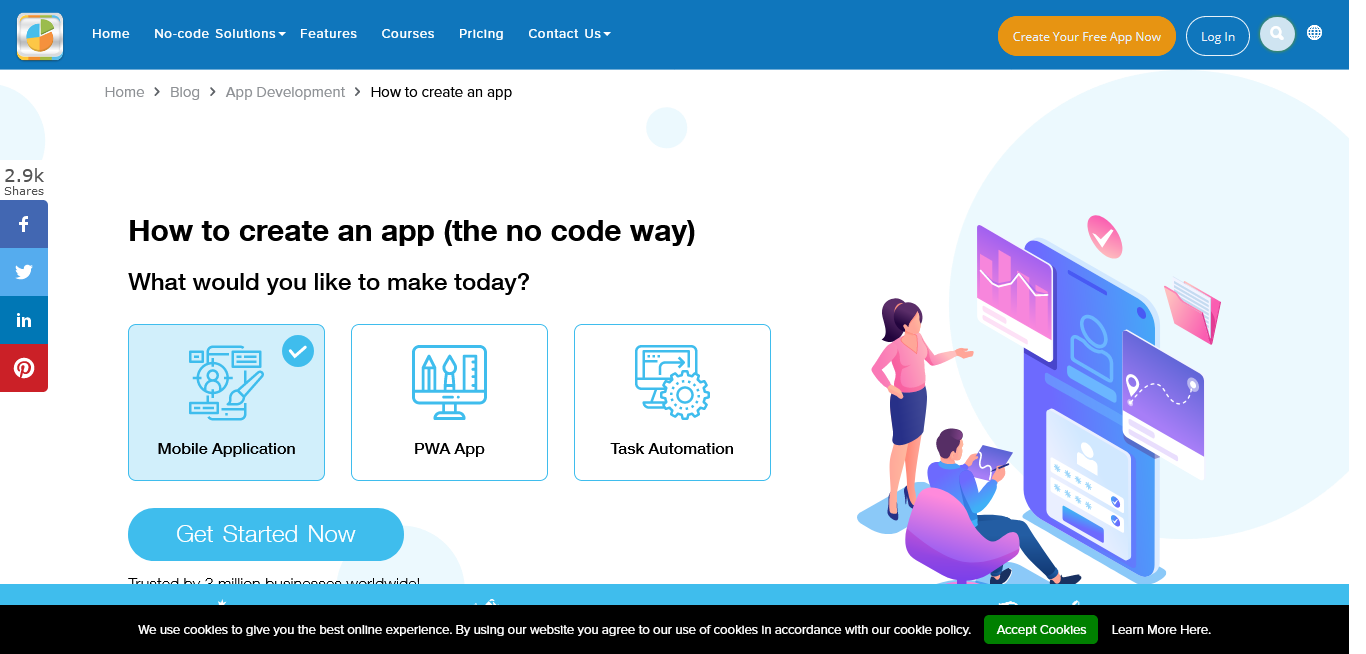 Home No-code Solutions Features Courses Pricing Contact Us Create Your Free App Now Log In
Home > Blog > App Development > How to create an app
2.9k
Shares
How to create an app (the no code way)
What would you like to make today?
Mobile Application PWA App Task Automation
Get Started Now
Trusted by 3 million businesses worldwide!
We use cookies to give you the best online experience. By using our website you agree to our use of cookies in accordance with our cookie policy. Accept Cookies Learn More Here.